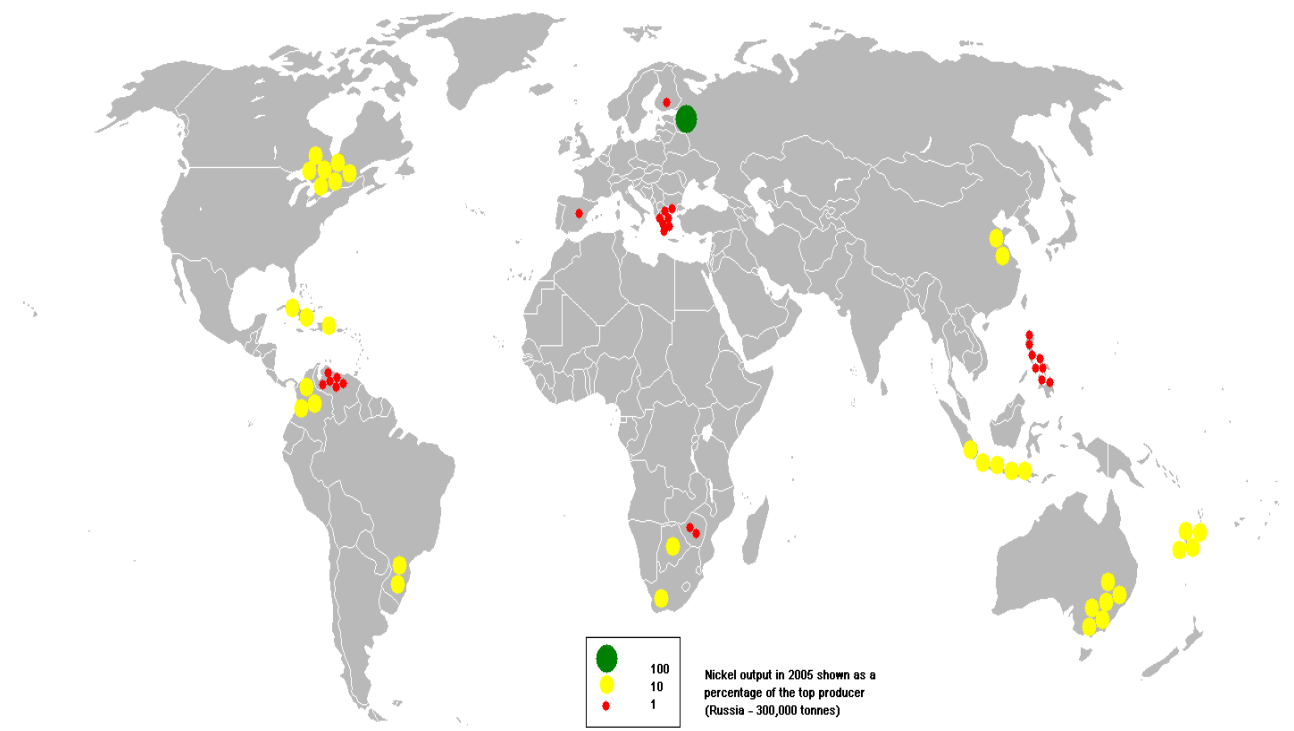 100
10
1
Nickel output in 2005 shown as a
percentage of the top producer
(Russia - 300,000 tonnes)